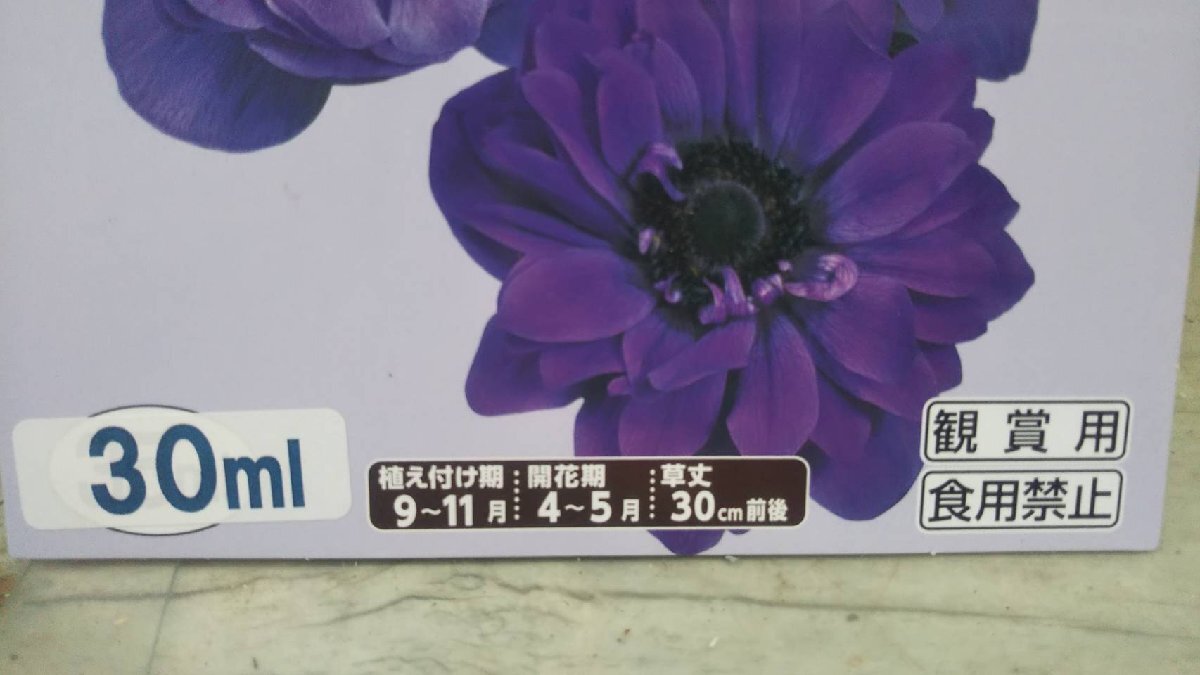 30ml
植え付け期 開花期 草丈
9～11月 4～5月 30cm前後
観賞用
食用禁止